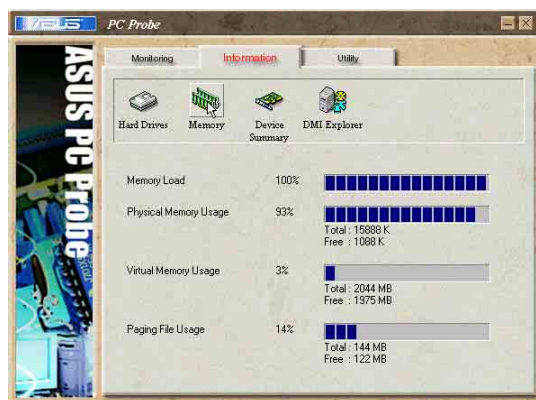 ASUS PC Probe
ASUS PC Probe
Monitoring Information Utility
Hard Drives Memory Device Summary DMI Explorer
Memory Load 100%
Physical Memory Usage 93%
Total : 15888 K
Free : 1088 K
Virtual Memory Usage 3%
Total : 2044 MB
Free : 1975 MB
Paging File Usage 14%
Total : 144 MB
Free : 122 MB